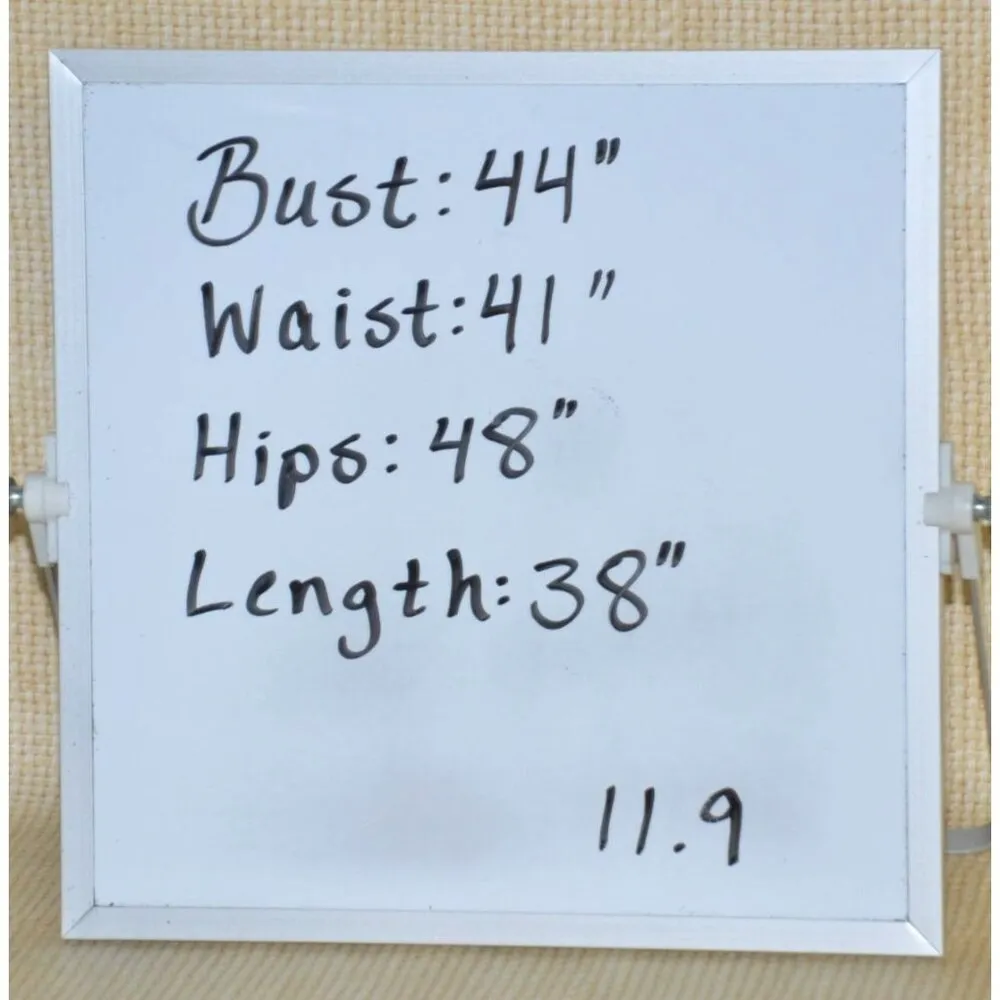 Bust: 44"
Waist: 41"
Hips: 48"
Length: 38"
11.9